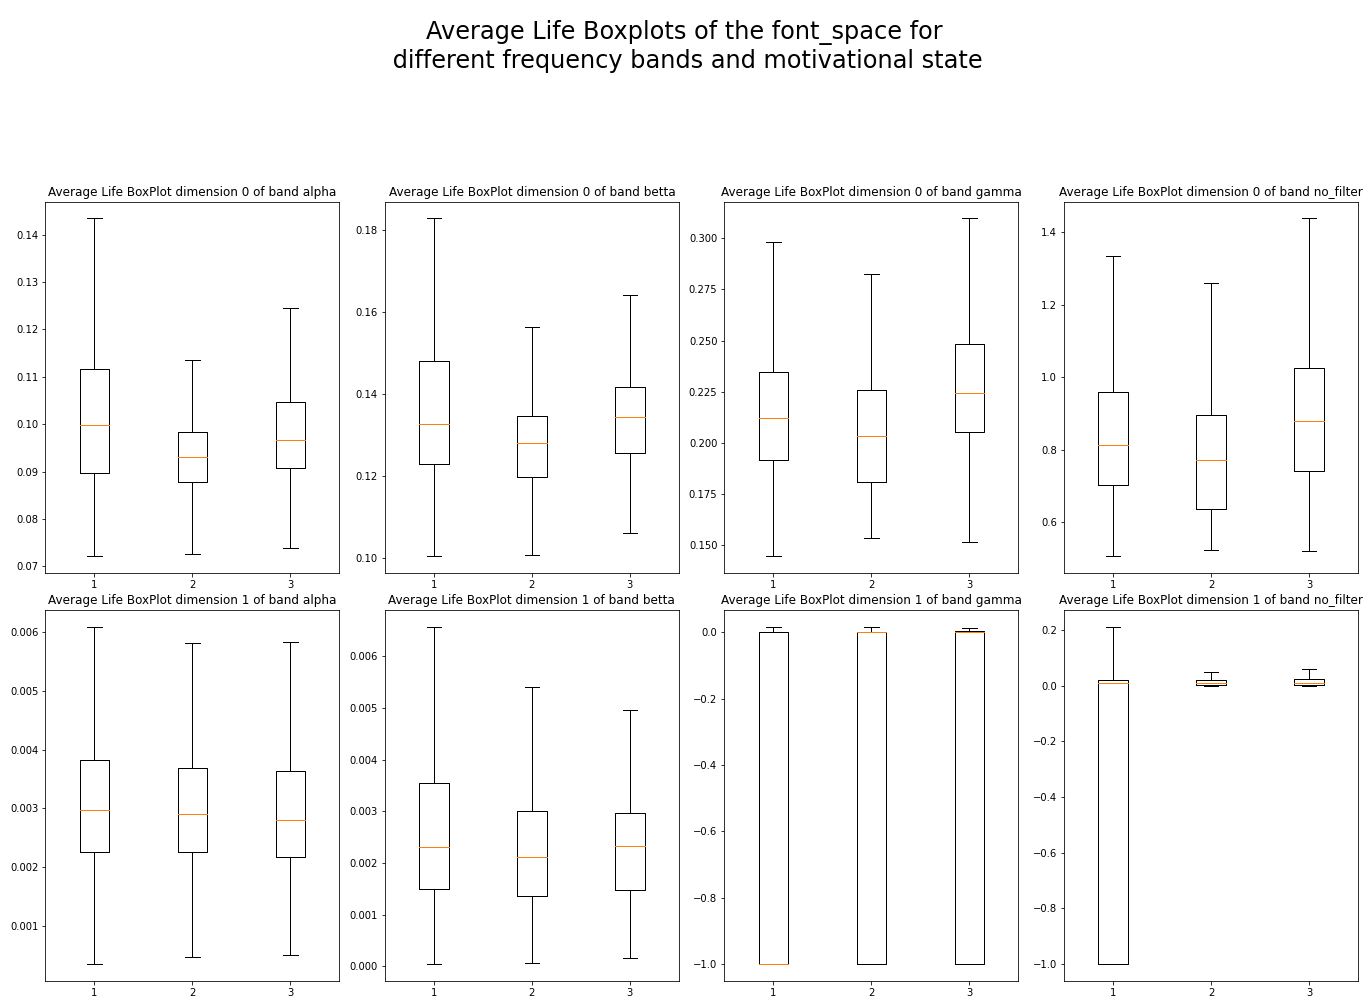 Average Life Boxplots of the font_space for
different frequency bands and motivational state
Average Life BoxPlot dimension 0 of band alpha
0.14
0.13
0.12
0.11
0.10
0.09
0.08
0.07
1 2 3
Average Life BoxPlot dimension 0 of band betta
0.18
0.16
0.14
0.12
0.10
1 2 3
Average Life BoxPlot dimension 0 of band gamma
0.300
0.275
0.250
0.225
0.200
0.175
0.150
1 2 3
Average Life BoxPlot dimension 0 of band no_filter
1.4
1.2
1.0
0.8
0.6
1 2 3
Average Life BoxPlot dimension 1 of band alpha
0.006
0.005
0.004
0.003
0.002
0.001
1 2 3
Average Life BoxPlot dimension 1 of band betta
0.006
0.005
0.004
0.003
0.002
0.001
0.000
1 2 3
Average Life BoxPlot dimension 1 of band gamma
0.0
−0.2
−0.4
−0.6
−0.8
−1.0
1 2 3
Average Life BoxPlot dimension 1 of band no_filter
0.2
0.0
−0.2
−0.4
−0.6
−0.8
−1.0
1 2 3